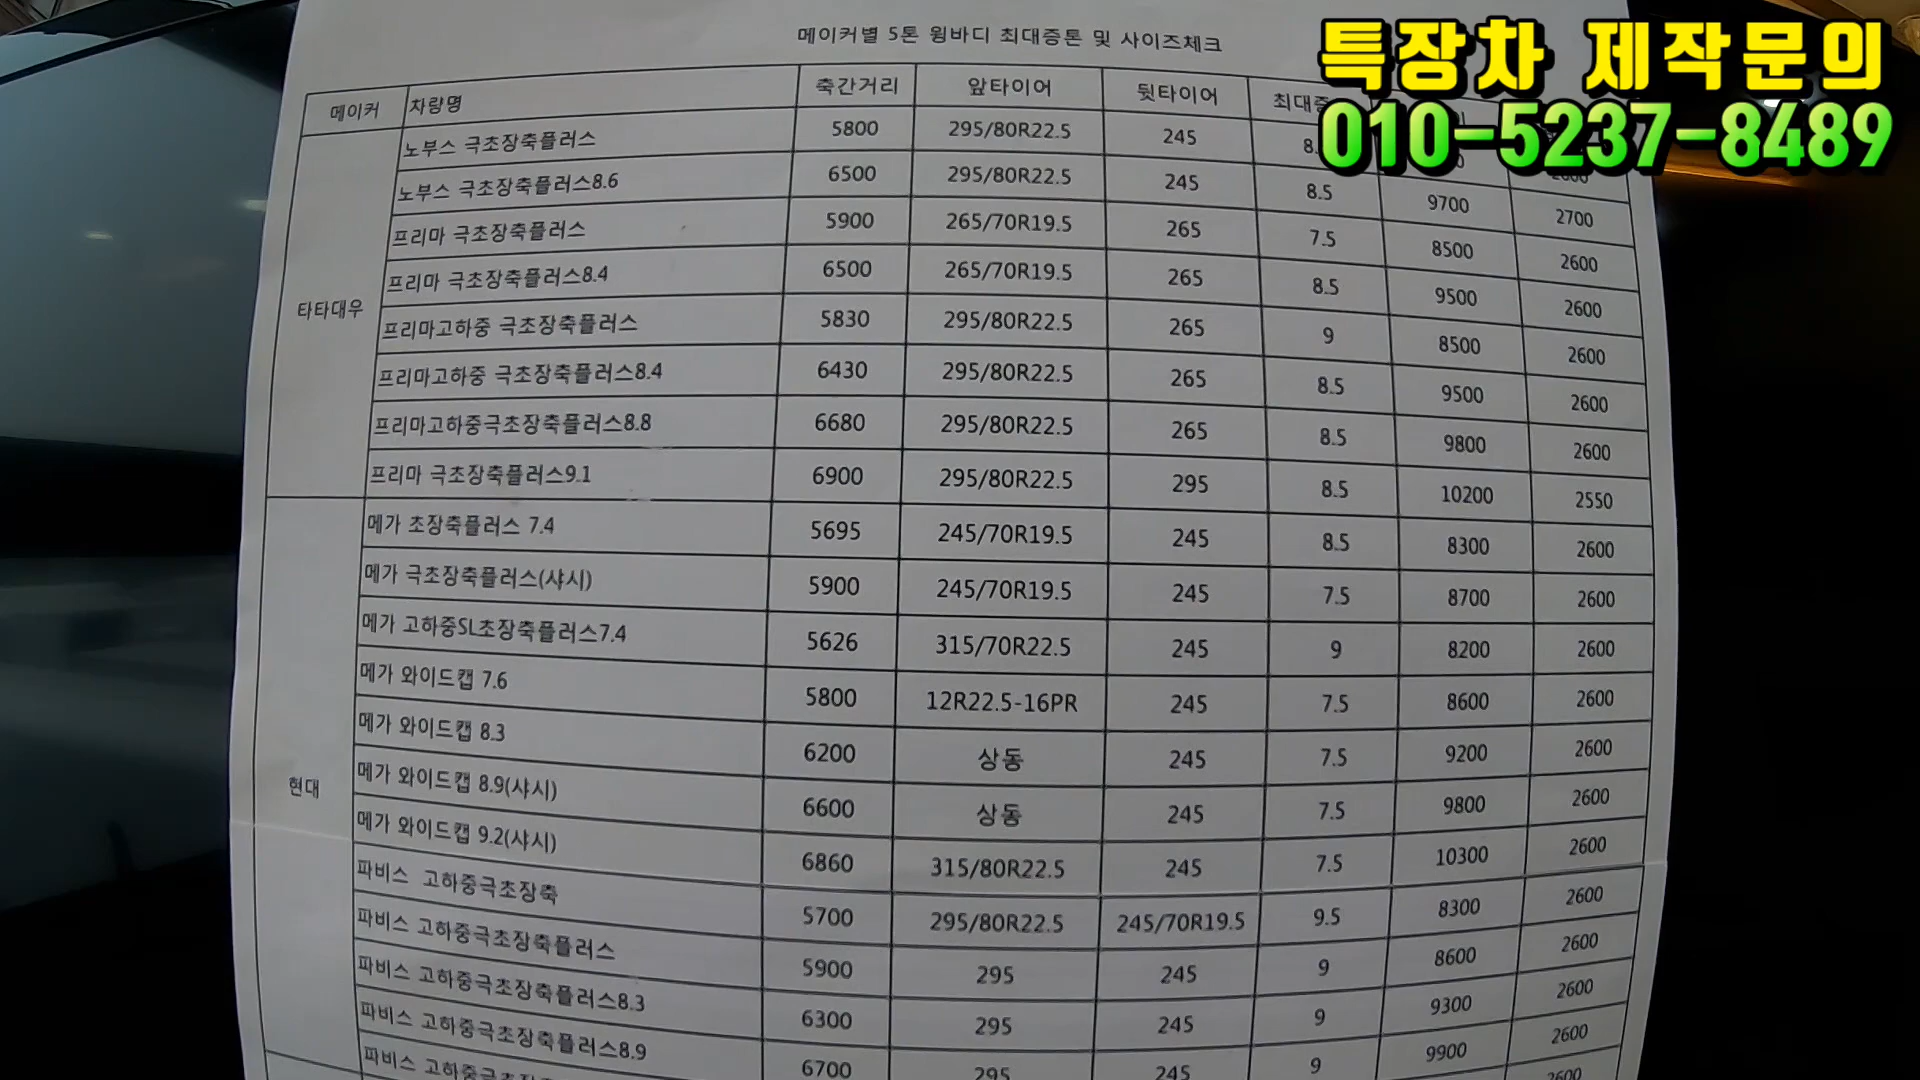 특장차 제작문의
010-5237-8489
메이커별 5톤 윙바디 최대증톤 및 사이즈체크
메이커 차량명 축간거리 앞타이어 뒷타이어
타타대우
노부스 극초장축플러스 5800 295/80R22.5 245
노부스 극초장축플러스8.6 6500 295/80R22.5 245 8.5 9700 2700
프리마 극초장축플러스 5900 265/70R19.5 265 7.5 8500 2600
프리마 극초장축플러스8.4 6500 265/70R19.5 265 8.5 9500 2600
프리마고하중 극초장축플러스 5830 295/80R22.5 265 9 8500 2600
프리마고하중 극초장축플러스8.4 6430 295/80R22.5 265 8.5 9500 2600
프리마고하중극초장축플러스8.8 6680 295/80R22.5 265 8.5 9800 2600
프리마 극초장축플러스9.1 6900 295/80R22.5 295 8.5 10200 2550
현대
메가 초장축플러스 7.4 5695 245/70R19.5 245 8.5 8300 2600
메가 극초장축플러스(샤시) 5900 245/70R19.5 245 7.5 8700 2600
메가 고하중SL초장축플러스7.4 5626 315/70R22.5 245 9 8200 2600
메가 와이드캡 7.6 5800 12R22.5-16PR 245 7.5 8600 2600
메가 와이드캡 8.3 6200 상동 245 7.5 9200 2600
메가 와이드캡 8.9(샤시) 6600 상동 245 7.5 9800 2600
메가 와이드캡 9.2(샤시) 6860 315/80R22.5 245 7.5 10300 2600
파비스 고하중극초장축 5700 295/80R22.5 245/70R19.5 9.5 8300 2600
파비스 고하중극초장축플러스 5900 295 245 9 8600 2600
파비스 고하중극초장축플러스8.3 6300 295 245 9 9300 2600
파비스 고하중극초장축플러스8.9 6700 295 245 9 9900 2600